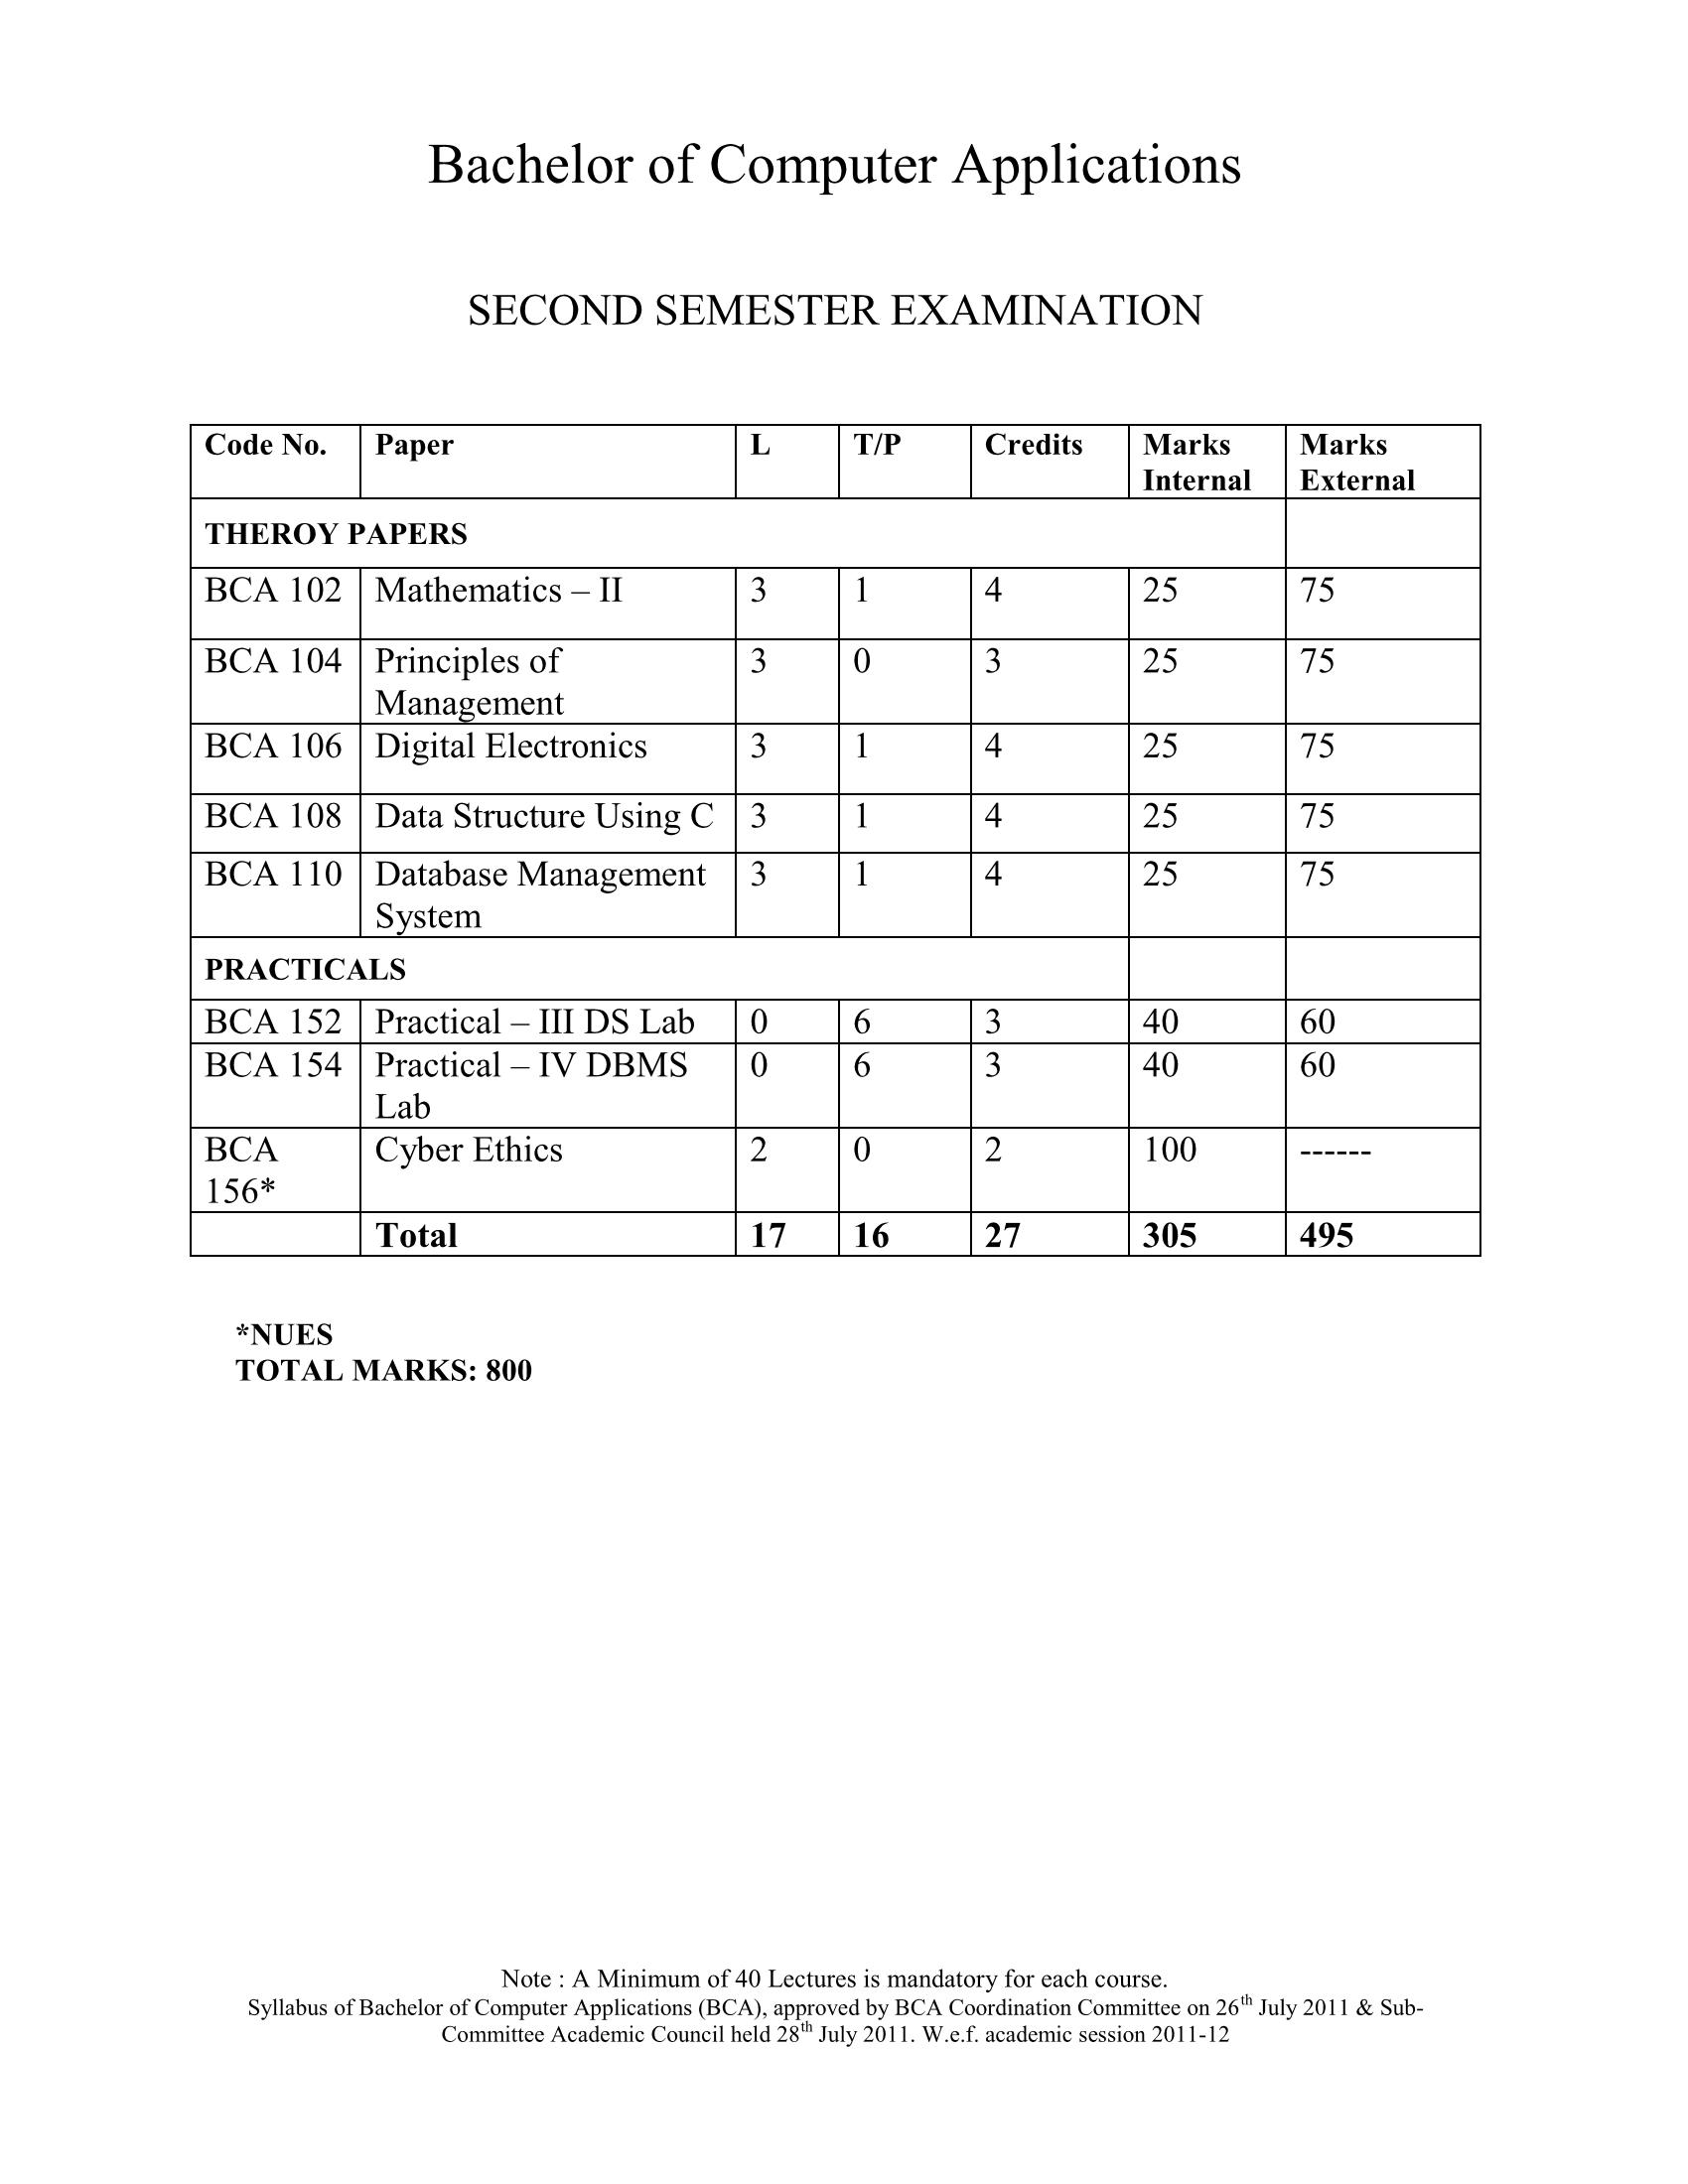 Bachelor of Computer Applications
SECOND SEMESTER EXAMINATION
Code No. Paper L T/P Credits Marks Internal Marks External
THEROY PAPERS
BCA 102 Mathematics – II 3 1 4 25 75
BCA 104 Principles of Management 3 0 3 25 75
BCA 106 Digital Electronics 3 1 4 25 75
BCA 108 Data Structure Using C 3 1 4 25 75
BCA 110 Database Management System 3 1 4 25 75
PRACTICALS
BCA 152 Practical – III DS Lab 0 6 3 40 60
BCA 154 Practical – IV DBMS Lab 0 6 3 40 60
BCA 156* Cyber Ethics 2 0 2 100 ------
Total 17 16 27 305 495
*NUES
TOTAL MARKS: 800
Note : A Minimum of 40 Lectures is mandatory for each course.
Syllabus of Bachelor of Computer Applications (BCA), approved by BCA Coordination Committee on 26th July 2011 & Sub-
Committee Academic Council held 28th July 2011. W.e.f. academic session 2011-12